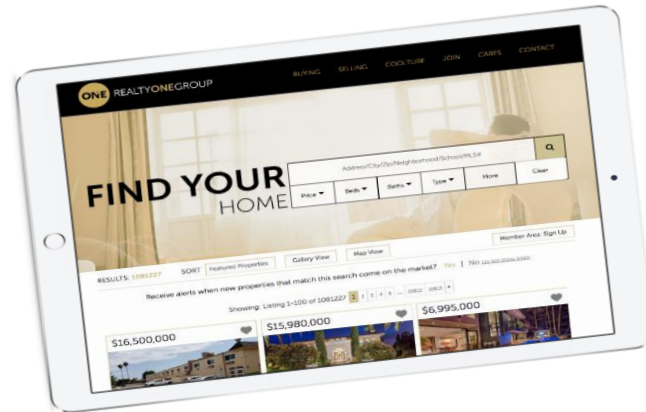 ONE REALTYONEGROUP
BUYING SELLING COOLTURE JOIN CARES CONTACT
FIND YOUR
HOME
Address/City/Zip/Neighborhood/School/MLS#
Price Beds Baths Type More Clear
RESULTS: 1081227 SORT Featured Properties Gallery View Map View Member Area: Sign Up
Receive alerts when new properties that match this search come on the market? Yes | No
Showing: Listing 1-100 of 1081227 1 2 3 4 5 ...
$16,500,000 $15,980,000 $6,995,000